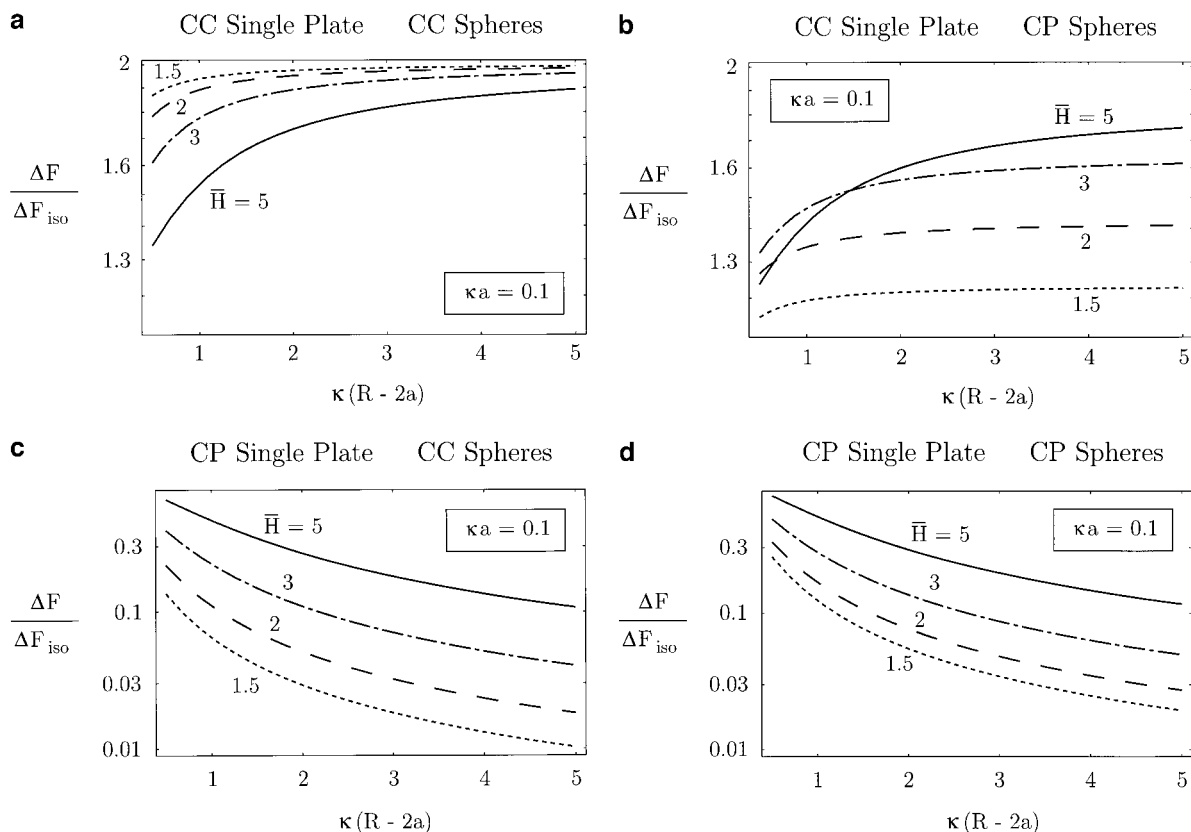 a
CC Single Plate CC Spheres
2
1.6
1.3
ΔF
ΔF iso
1.5
2
3
H̅ = 5
κa = 0.1
1 2 3 4 5
κ (R - 2a)
b
CC Single Plate CP Spheres
2
1.6
1.3
ΔF
ΔF iso
κa = 0.1
H̅ = 5
3
2
1.5
1 2 3 4 5
κ (R - 2a)
c
CP Single Plate CC Spheres
0.3
0.1
0.03
0.01
ΔF
ΔF iso
H̅ = 5
κa = 0.1
3
2
1.5
1 2 3 4 5
κ (R - 2a)
d
CP Single Plate CP Spheres
0.3
0.1
0.03
0.01
ΔF
ΔF iso
H̅ = 5
κa = 0.1
3
2
1.5
1 2 3 4 5
κ (R - 2a)